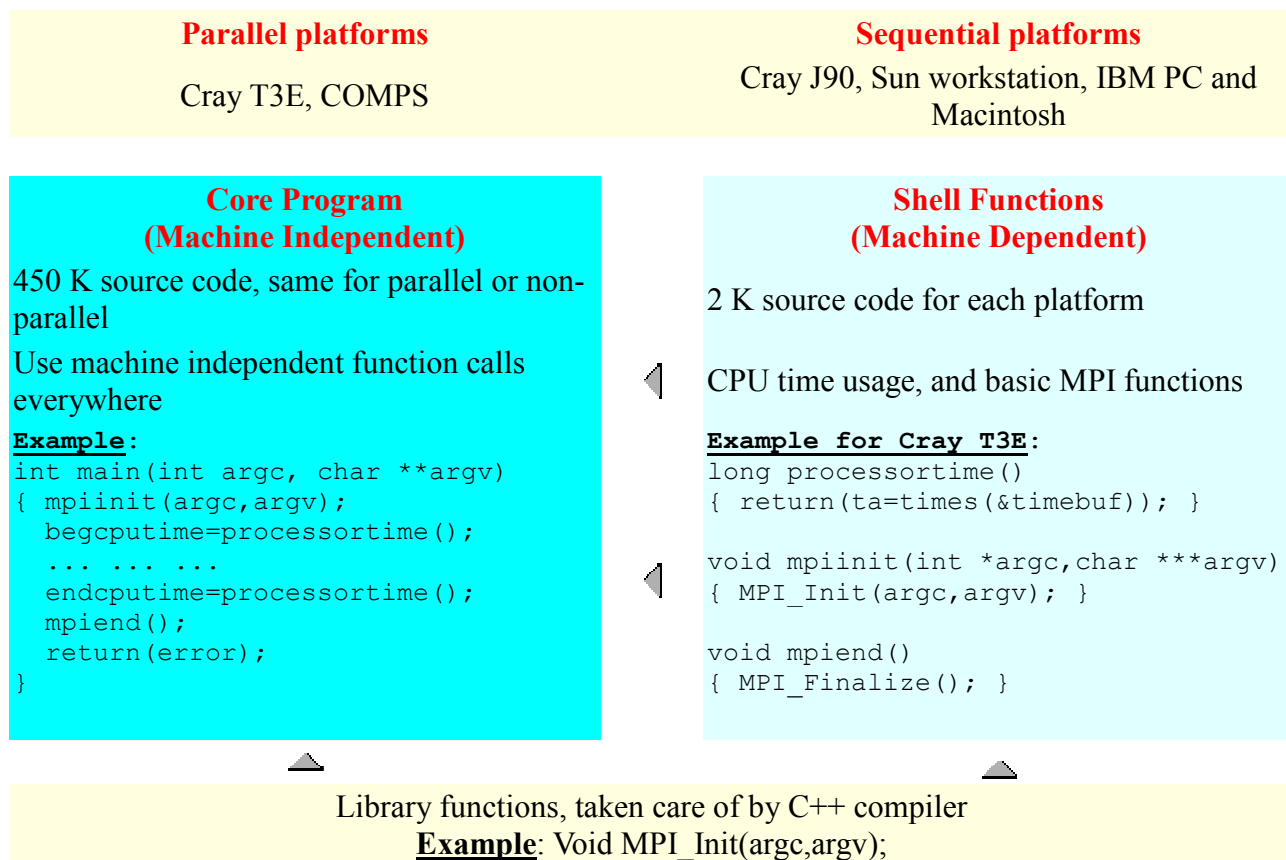 Parallel platforms
Cray T3E, COMPS
Sequential platforms
Cray J90, Sun workstation, IBM PC and
Macintosh
Core Program
(Machine Independent)
450 K source code, same for parallel or non-
parallel
Use machine independent function calls
everywhere
Example:
int main(int argc, char **argv)
{ mpiinit(argc,argv);
  begcputime=processortime();
  ... ... ...
  endcputime=processortime();
  mpiend();
  return(error);
}
Shell Functions
(Machine Dependent)
2 K source code for each platform
CPU time usage, and basic MPI functions
Example for Cray T3E:
long processortime()
{ return(ta=times(&timebuf)); }
void mpiinit(int *argc,char ***argv)
{ MPI_Init(argc,argv); }
void mpiend()
{ MPI_Finalize(); }
Library functions, taken care of by C++ compiler
Example: Void MPI_Init(argc,argv);